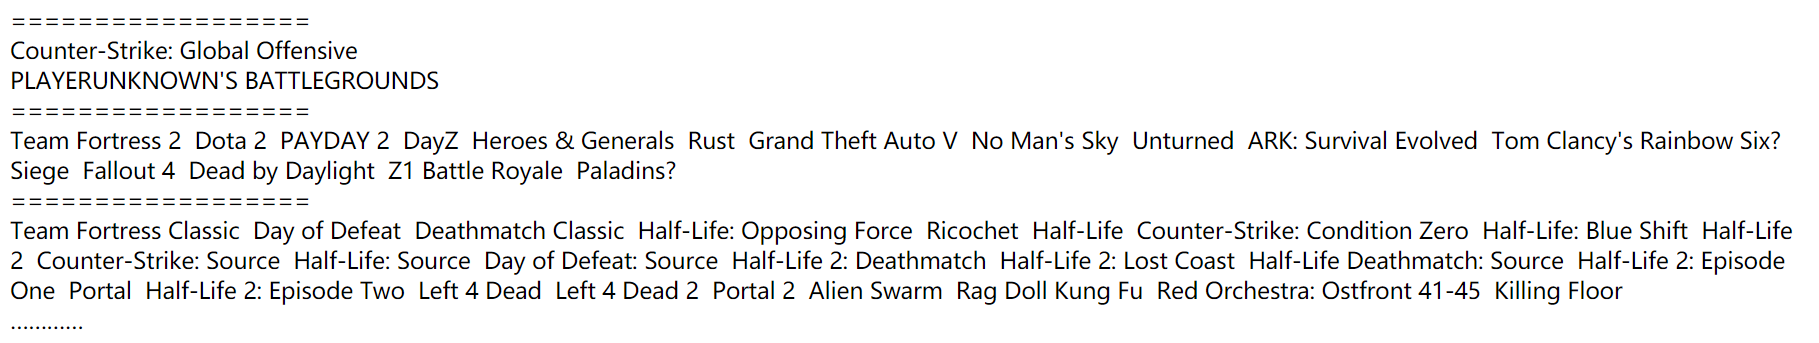 ==================
Counter-Strike: Global Offensive
PLAYERUNKNOWN'S BATTLEGROUNDS
==================
Team Fortress 2  Dota 2  PAYDAY 2  DayZ  Heroes & Generals  Rust  Grand Theft Auto V  No Man's Sky  Unturned  ARK: Survival Evolved  Tom Clancy's Rainbow Six?
Siege  Fallout 4  Dead by Daylight  Z1 Battle Royale  Paladins?
==================
Team Fortress Classic  Day of Defeat  Deathmatch Classic  Half-Life: Opposing Force  Ricochet  Half-Life  Counter-Strike: Condition Zero  Half-Life: Blue Shift  Half-Life
2  Counter-Strike: Source  Half-Life: Source  Day of Defeat: Source  Half-Life 2: Deathmatch  Half-Life 2: Lost Coast  Half-Life Deathmatch: Source  Half-Life 2: Episode
One  Portal  Half-Life 2: Episode Two  Left 4 Dead  Left 4 Dead 2  Portal 2  Alien Swarm  Rag Doll Kung Fu  Red Orchestra: Ostfront 41-45  Killing Floor
............